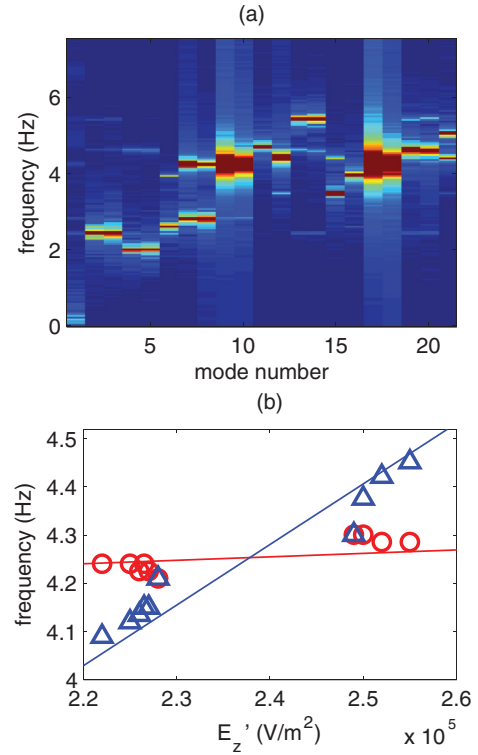 (a)
frequency (Hz)
6
4
2
0
5 10 15 20
mode number
(b)
frequency (Hz)
4.5
4.4
4.3
4.2
4.1
4
2.2 2.3 2.4 2.5 2.6
E_z' (V/m²) x 10⁵